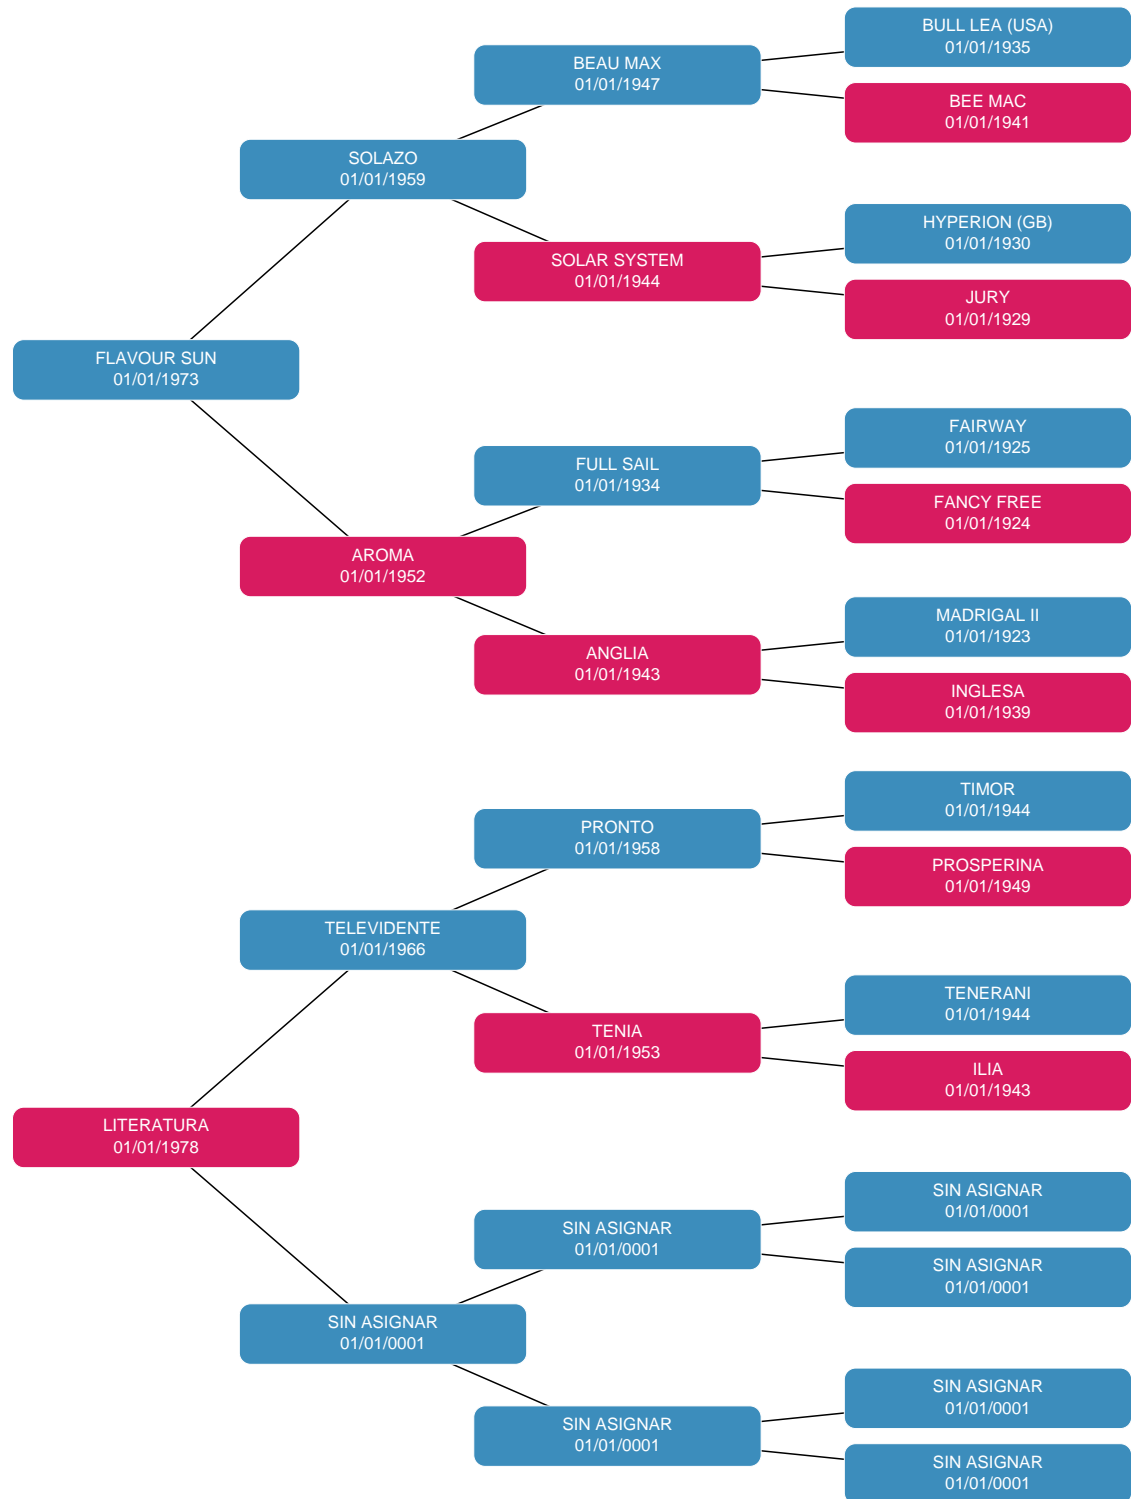 BULL LEA (USA)
01/01/1935
BEAU MAX
01/01/1947
BEE MAC
01/01/1941
SOLAZO
01/01/1959
HYPERION (GB)
01/01/1930
SOLAR SYSTEM
01/01/1944
JURY
01/01/1929
FLAVOUR SUN
01/01/1973
FAIRWAY
01/01/1925
FULL SAIL
01/01/1934
FANCY FREE
01/01/1924
AROMA
01/01/1952
MADRIGAL II
01/01/1923
ANGLIA
01/01/1943
INGLESA
01/01/1939
TIMOR
01/01/1944
PRONTO
01/01/1958
PROSPERINA
01/01/1949
TELEVIDENTE
01/01/1966
TENERANI
01/01/1944
TENIA
01/01/1953
ILIA
01/01/1943
LITERATURA
01/01/1978
SIN ASIGNAR
01/01/0001
SIN ASIGNAR
01/01/0001
SIN ASIGNAR
01/01/0001
SIN ASIGNAR
01/01/0001
SIN ASIGNAR
01/01/0001
SIN ASIGNAR
01/01/0001
SIN ASIGNAR
01/01/0001